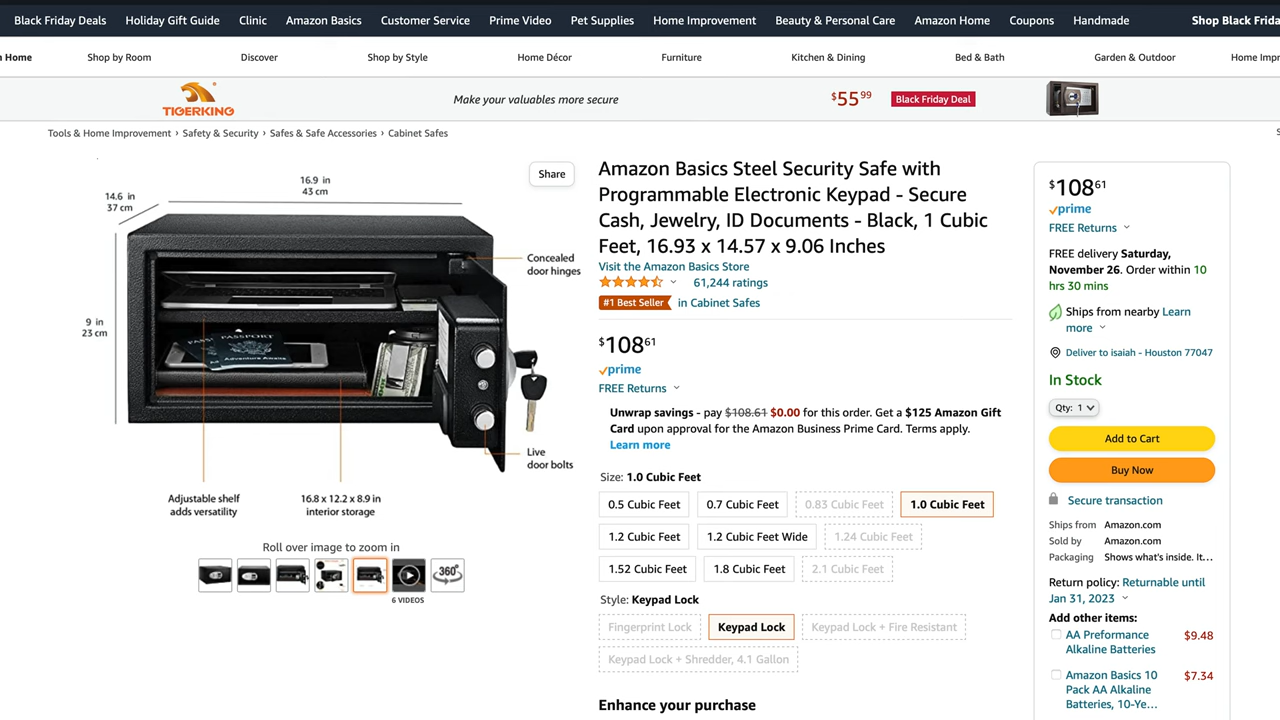 Black Friday Deals Holiday Gift Guide Clinic Amazon Basics Customer Service Prime Video Pet Supplies Home Improvement Beauty & Personal Care Amazon Home Coupons Handmade Shop Black Frida
Home Shop by Room Discover Shop by Style Home Décor Furniture Kitchen & Dining Bed & Bath Garden & Outdoor Home Impr
TIGERKING Make your valuables more secure $55 99 Black Friday Deal
Tools & Home Improvement › Safety & Security › Safes & Safe Accessories › Cabinet Safes
Share
16.9 in
43 cm
14.6 in
37 cm
Concealed
door hinges
9 in
23 cm
PASSPORT
Adventure Awaits
Live
door bolts
Adjustable shelf
adds versatility
16.8 x 12.2 x 8.9 in
interior storage
Roll over image to zoom in
360°
6 VIDEOS
Amazon Basics Steel Security Safe with
Programmable Electronic Keypad - Secure
Cash, Jewelry, ID Documents - Black, 1 Cubic
Feet, 16.93 x 14.57 x 9.06 Inches
Visit the Amazon Basics Store
61,244 ratings
#1 Best Seller in Cabinet Safes
$108 61
prime
FREE Returns
Unwrap savings - pay $108.61 $0.00 for this order. Get a $125 Amazon Gift
Card upon approval for the Amazon Business Prime Card. Terms apply.
Learn more
Size: 1.0 Cubic Feet
0.5 Cubic Feet 0.7 Cubic Feet 0.83 Cubic Feet 1.0 Cubic Feet
1.2 Cubic Feet 1.2 Cubic Feet Wide 1.24 Cubic Feet
1.52 Cubic Feet 1.8 Cubic Feet 2.1 Cubic Feet
Style: Keypad Lock
Fingerprint Lock Keypad Lock Keypad Lock + Fire Resistant
Keypad Lock + Shredder, 4.1 Gallon
Enhance your purchase
$108 61
prime
FREE Returns
FREE delivery Saturday,
November 26. Order within 10
hrs 30 mins
Ships from nearby Learn
more
Deliver to isaiah - Houston 77047
In Stock
Qty: 1
Add to Cart
Buy Now
Secure transaction
Ships from Amazon.com
Sold by Amazon.com
Packaging Shows what's inside. It…
Return policy: Returnable until
Jan 31, 2023
Add other items:
AA Preformance $9.48
Alkaline Batteries
Amazon Basics 10 $7.34
Pack AA Alkaline
Batteries, 10-Ye…